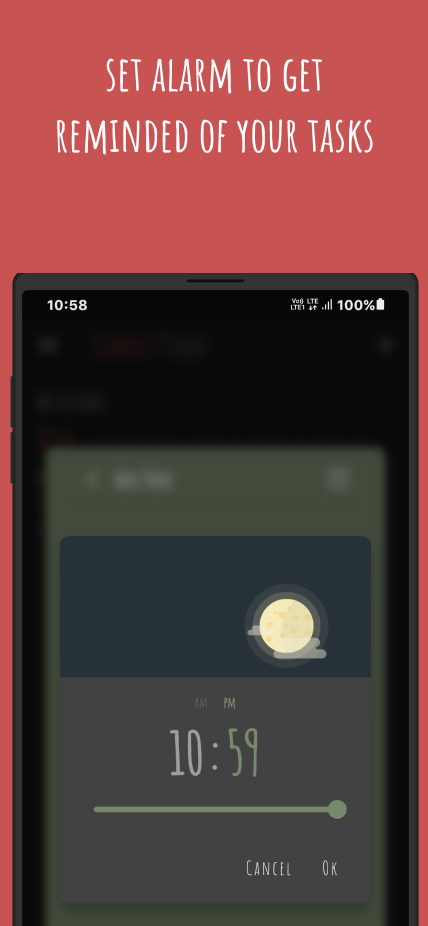 SET ALARM TO GET
REMINDED OF YOUR TASKS
10:58
Vo)) LTE
LTE1
100%
AM PM
10:59
CANCEL OK